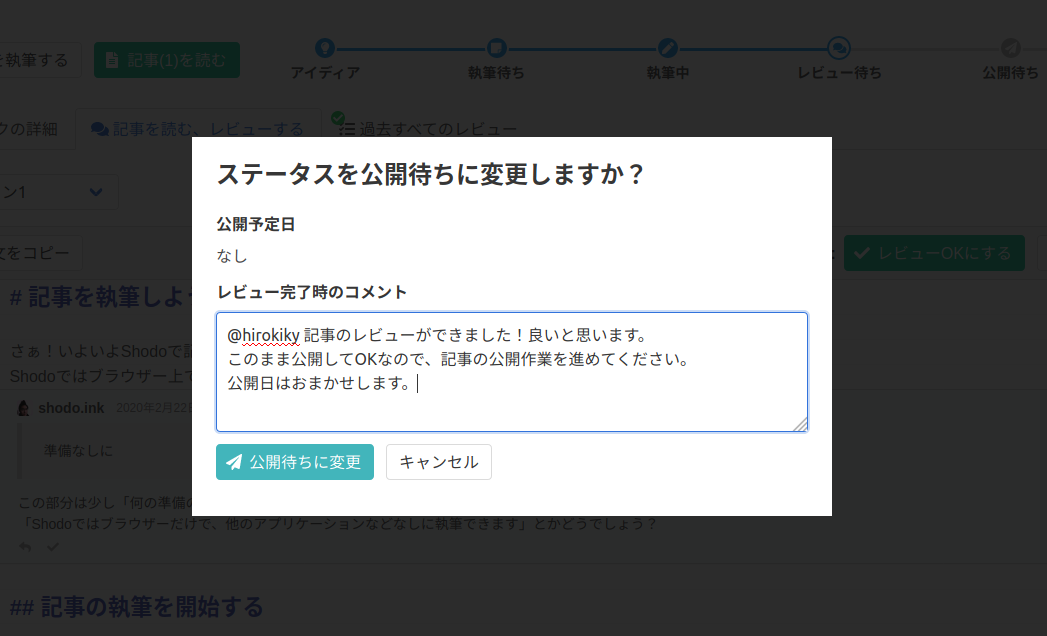 を執筆する
記事(1)を読む
アイディア
執筆待ち
執筆中
レビュー待ち
公開待ち
クの詳細
記事を読む、レビューする
過去すべてのレビュー
ン1
文をコピー
レビューOKにする
ステータスを公開待ちに変更しますか？
公開予定日
なし
レビュー完了時のコメント
@hirokiky 記事のレビューができました！良いと思います。
このまま公開してOKなので、記事の公開作業を進めてください。
公開日はおまかせします。
公開待ちに変更
キャンセル
# 記事を執筆しよ
さぁ！いよいよShodoで記
Shodoではブラウザー上で
shodo.ink 2020年2月22日
準備なしに
この部分は少し「何の準備
「Shodoではブラウザーだけで、他のアプリケーションなどなしに執筆できます」とかどうでしょう？
## 記事の執筆を開始する